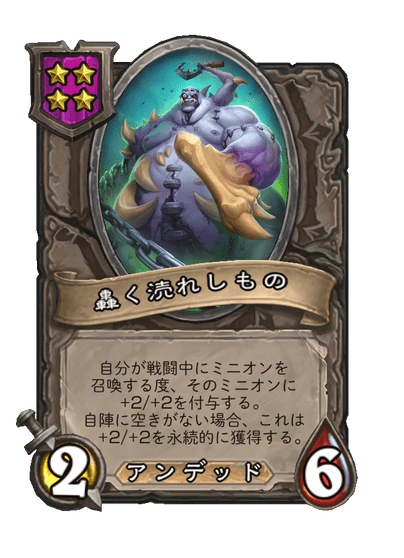 轟く渋れしもの
自分が戦闘中にミニオンを
召喚する度、そのミニオンに
+2/+2を付与する。
自陣に空きがない場合、これは
+2/+2を永続的に獲得する。
2
アンデッド
6